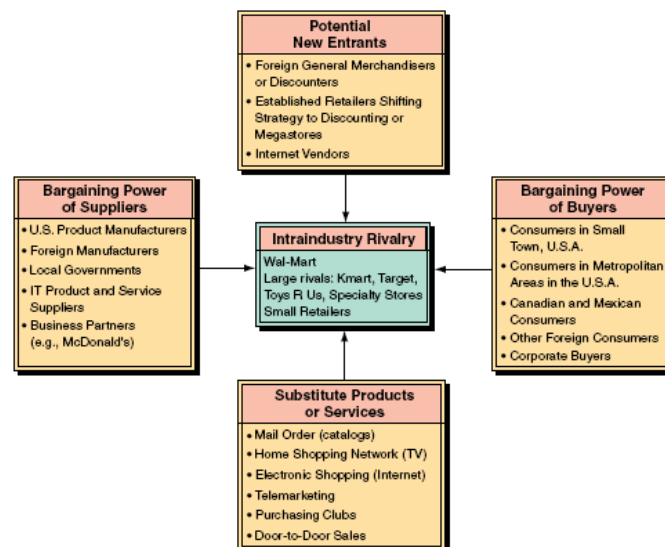 Potential
New Entrants
• Foreign General Merchandisers
or Discounters
• Established Retailers Shifting
Strategy to Discounting or
Megastores
• Internet Vendors
Bargaining Power
of Suppliers
• U.S. Product Manufacturers
• Foreign Manufacturers
• Local Governments
• IT Product and Service
Suppliers
• Business Partners
(e.g., McDonald's)
Intraindustry Rivalry
Wal-Mart
Large rivals: Kmart, Target,
Toys R Us, Specialty Stores
Small Retailers
Bargaining Power
of Buyers
• Consumers in Small
Town, U.S.A.
• Consumers in Metropolitan
Areas in the U.S.A.
• Canadian and Mexican
Consumers
• Other Foreign Consumers
• Corporate Buyers
Substitute Products
or Services
• Mail Order (catalogs)
• Home Shopping Network (TV)
• Electronic Shopping (Internet)
• Telemarketing
• Purchasing Clubs
• Door-to-Door Sales